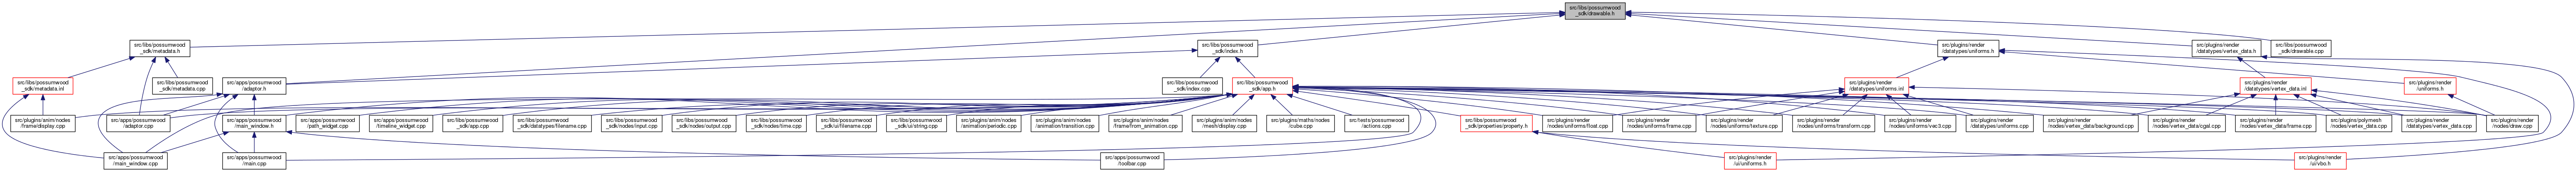 src/libs/possumwood
_sdk/drawable.h
src/libs/possumwood
_sdk/metadata.h
src/libs/possumwood
_sdk/index.h
src/plugins/render
/datatypes/uniforms.h
src/plugins/render
/datatypes/vertex_data.h
src/libs/possumwood
_sdk/drawable.cpp
src/libs/possumwood
_sdk/metadata.inl
src/libs/possumwood
_sdk/metadata.cpp
src/apps/possumwood
/adaptor.h
src/libs/possumwood
_sdk/index.cpp
src/libs/possumwood
_sdk/app.h
src/plugins/render
/datatypes/uniforms.inl
src/plugins/render
/datatypes/vertex_data.inl
src/plugins/render
/uniforms.h
src/plugins/anim/nodes
/frame/display.cpp
src/apps/possumwood
/adaptor.cpp
src/apps/possumwood
/main_window.h
src/apps/possumwood
/path_widget.cpp
src/apps/possumwood
/timeline_widget.cpp
src/libs/possumwood
_sdk/app.cpp
src/libs/possumwood
_sdk/datatypes/filename.cpp
src/libs/possumwood
_sdk/nodes/input.cpp
src/libs/possumwood
_sdk/nodes/output.cpp
src/libs/possumwood
_sdk/nodes/time.cpp
src/libs/possumwood
_sdk/ui/filename.cpp
src/libs/possumwood
_sdk/ui/string.cpp
src/plugins/anim/nodes
/animation/periodic.cpp
src/plugins/anim/nodes
/animation/transition.cpp
src/plugins/anim/nodes
/frame/from_animation.cpp
src/plugins/anim/nodes
/mesh/display.cpp
src/plugins/maths/nodes
/cube.cpp
src/tests/possumwood
/actions.cpp
src/libs/possumwood
_sdk/properties/property.h
src/plugins/render
/nodes/uniforms/float.cpp
src/plugins/render
/nodes/uniforms/frame.cpp
src/plugins/render
/nodes/uniforms/texture.cpp
src/plugins/render
/nodes/uniforms/transform.cpp
src/plugins/render
/nodes/uniforms/vec3.cpp
src/plugins/render
/datatypes/uniforms.cpp
src/plugins/render
/nodes/vertex_data/background.cpp
src/plugins/render
/nodes/vertex_data/cgal.cpp
src/plugins/render
/nodes/vertex_data/frame.cpp
src/plugins/polymesh
/nodes/vertex_data.cpp
src/plugins/render
/datatypes/vertex_data.cpp
src/plugins/render
/nodes/draw.cpp
src/apps/possumwood
/main_window.cpp
src/apps/possumwood
/main.cpp
src/apps/possumwood
/toolbar.cpp
src/plugins/render
/ui/uniforms.h
src/plugins/render
/ui/vbo.h